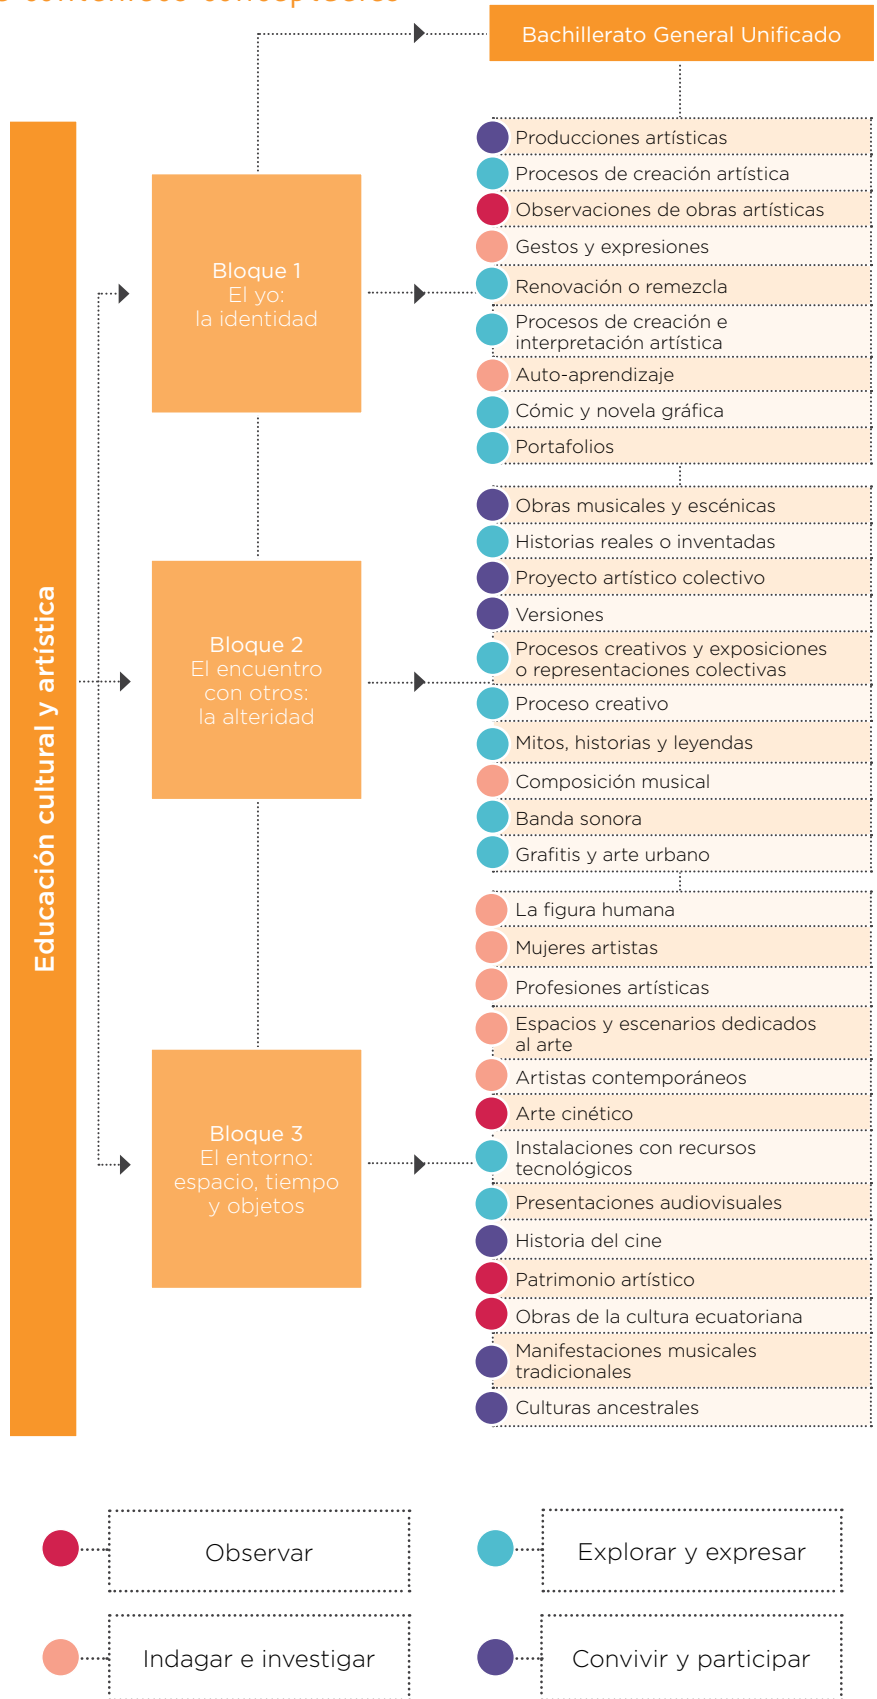 contenidos conceptuales
Bachillerato General Unificado
Educación cultural y artística
Bloque 1
El yo:
la identidad
Producciones artísticas
Procesos de creación artística
Observaciones de obras artísticas
Gestos y expresiones
Renovación o remezcla
Procesos de creación e
interpretación artística
Auto-aprendizaje
Cómic y novela gráfica
Portafolios
Bloque 2
El encuentro
con otros:
la alteridad
Obras musicales y escénicas
Historias reales o inventadas
Proyecto artístico colectivo
Versiones
Procesos creativos y exposiciones
o representaciones colectivas
Proceso creativo
Mitos, historias y leyendas
Composición musical
Banda sonora
Grafitis y arte urbano
Bloque 3
El entorno:
espacio, tiempo
y objetos
La figura humana
Mujeres artistas
Profesiones artísticas
Espacios y escenarios dedicados
al arte
Artistas contemporáneos
Arte cinético
Instalaciones con recursos
tecnológicos
Presentaciones audiovisuales
Historia del cine
Patrimonio artístico
Obras de la cultura ecuatoriana
Manifestaciones musicales
tradicionales
Culturas ancestrales
Observar
Explorar y expresar
Indagar e investigar
Convivir y participar